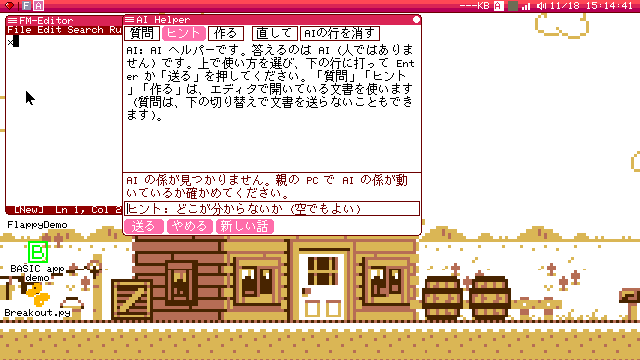 F A
---KB A 11/18 15:14:41
FM-Editor
File Edit Search Ru
x
[New] Ln 1, Col 2
AI Helper
質問 ヒント 作る 直して AIの行を消す
AI: AI ヘルパーです。答えるのは AI (人ではありま
せん) です。上で使い方を選び、下の行に打って Ent
er か「送る」を押してください。「質問」「ヒント」
「作る」は、エディタで開いている文書を使います
(質問は、下の切り替えで文書を送らないこともでき
ます)。
AI の係が見つかりません。親の PC で AI の係が動
いているか確かめてください。
ヒント: どこが分からないか (空でもよい)
送る やめる 新しい話
FlappyDemo
B
BASIC app
demo
Breakout.py